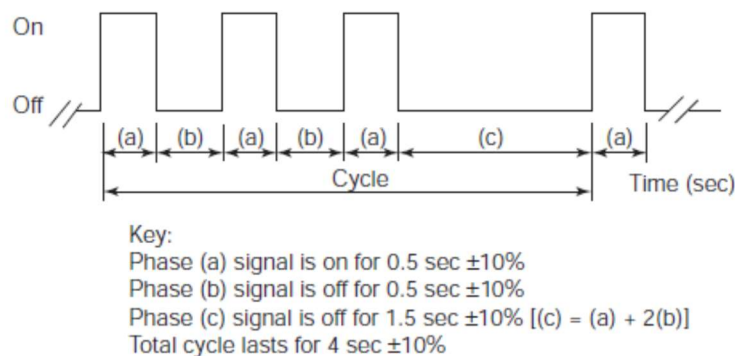 On
Off
(a) (b) (a) (b) (a) (c) (a)
Cycle
Time (sec)
Key:
Phase (a) signal is on for 0.5 sec ±10%
Phase (b) signal is off for 0.5 sec ±10%
Phase (c) signal is off for 1.5 sec ±10% [(c) = (a) + 2(b)]
Total cycle lasts for 4 sec ±10%